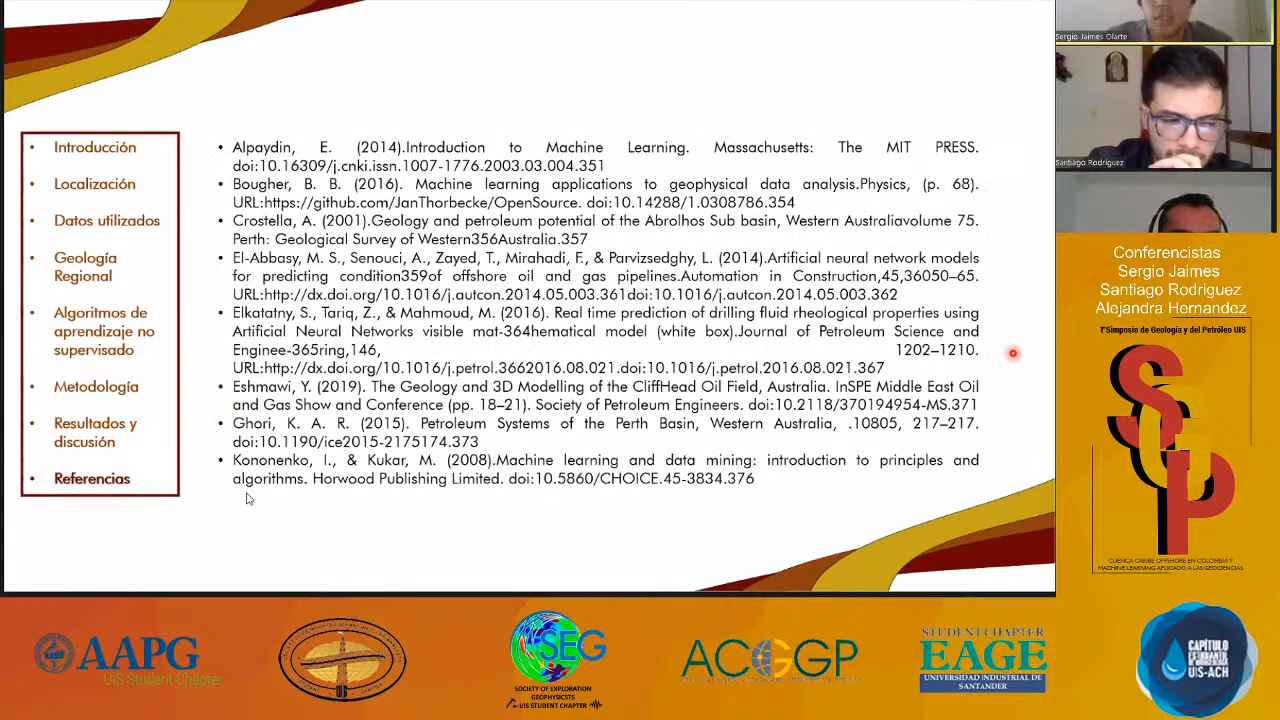 Introducción
Localización
Datos utilizados
Geología
Regional
Algoritmos de
aprendizaje no
supervisado
Metodología
Resultados y
discusión
Referencias
Alpaydin, E. (2014).Introduction to Machine Learning. Massachusetts: The MIT PRESS.
doi:10.16309/j.cnki.issn.1007-1776.2003.03.004.351
Bougher, B. B. (2016). Machine learning applications to geophysical data analysis.Physics, (p. 68).
URL:https://github.com/JanThorbecke/OpenSource. doi:10.14288/1.0308786.354
Crostella, A. (2001).Geology and petroleum potential of the Abrolhos Sub basin, Western Australiavolume 75.
Perth: Geological Survey of Western356Australia.357
El-Abbasy, M. S., Senouci, A., Zayed, T., Mirahadi, F., & Parvizsedghy, L. (2014).Artificial neural network models
for predicting condition359of offshore oil and gas pipelines.Automation in Construction,45,36050–65.
URL:http://dx.doi.org/10.1016/j.autcon.2014.05.003.361doi:10.1016/j.autcon.2014.05.003.362
Elkatatny, S., Tariq, Z., & Mahmoud, M. (2016). Real time prediction of drilling fluid rheological properties using
Artificial Neural Networks visible mat-364hematical model (white box).Journal of Petroleum Science and
Enginee-365ring,146, 1202–1210.
URL:http://dx.doi.org/10.1016/j.petrol.3662016.08.021.doi:10.1016/j.petrol.2016.08.021.367
Eshmawi, Y. (2019). The Geology and 3D Modelling of the CliffHead Oil Field, Australia. InSPE Middle East Oil
and Gas Show and Conference (pp. 18–21). Society of Petroleum Engineers. doi:10.2118/370194954-MS.371
Ghori, K. A. R. (2015). Petroleum Systems of the Perth Basin, Western Australia, .10805, 217–217.
doi:10.1190/ice2015-2175174.373
Kononenko, I., & Kukar, M. (2008).Machine learning and data mining: introduction to principles and
algorithms. Horwood Publishing Limited. doi:10.5860/CHOICE.45-3834.376
Sergio Jaimes Olarte
Santiago Rodriguez
Conferencistas
Sergio Jaimes
Santiago Rodriguez
Alejandra Hernandez
1°Simposio de Geología y del Petróleo UIS
SGP
CUENCA CARIBE OFFSHORE EN COLOMBIA Y
MACHINE LEARNING APLICADO A LAS GEOCIENCIAS
AAPG
UIS Student Chapter
SEG
SOCIETY OF EXPLORATION
GEOPHYSICSTS
UIS STUDENT CHAPTER
ACGGP
STUDENT CHAPTER
EAGE
UNIVERSIDAD INDUSTRIAL DE
SANTANDER
CAPÍTULO
ESTUDIANTIL
DE HIDROGEOLOGÍA
UIS-ACH